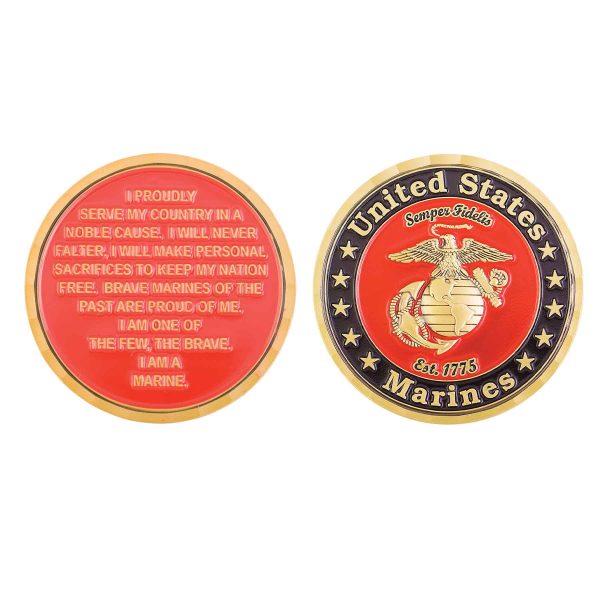 I PROUDLY
SERVE MY COUNTRY IN A
NOBLE CAUSE. I WILL NEVER
FALTER, I WILL MAKE PERSONAL
SACRIFICES TO KEEP MY NATION
FREE. BRAVE MARINES OF THE
PAST ARE PROUD OF ME.
I AM ONE OF
THE FEW, THE BRAVE.
I AM A
MARINE.
United States
Semper Fidelis
Est. 1775
Marines